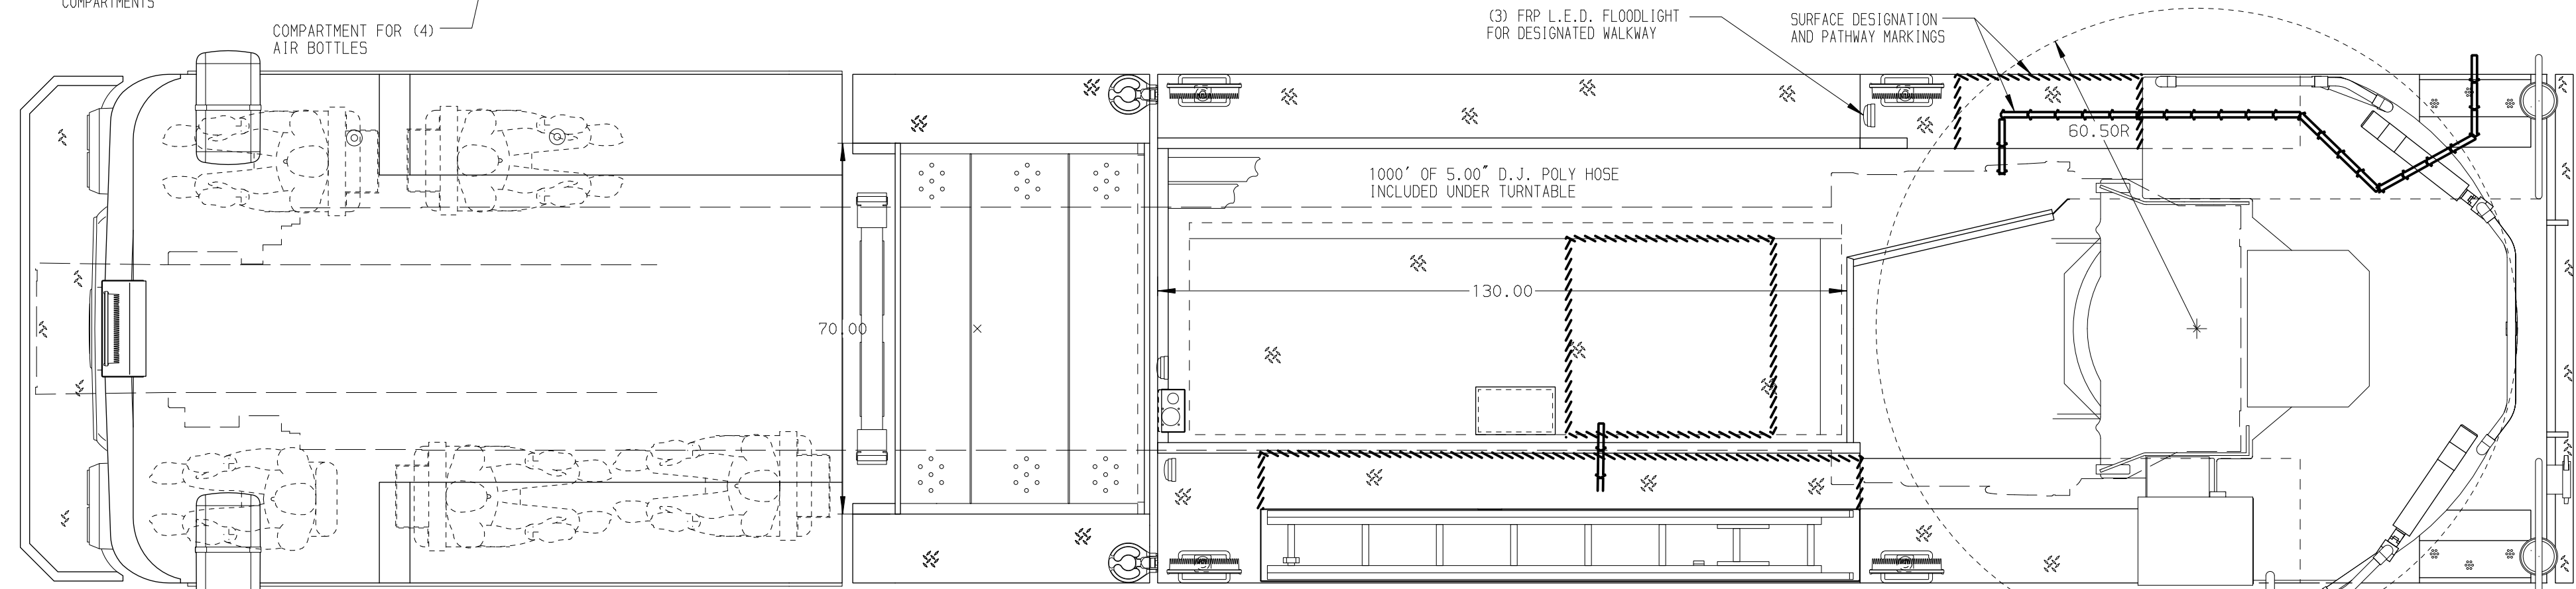 COMPARTMENTS
COMPARTMENT FOR (4)
AIR BOTTLES
(3) FRP L.E.D. FLOODLIGHT
FOR DESIGNATED WALKWAY
SURFACE DESIGNATION
AND PATHWAY MARKINGS
60.50R
1000' OF 5.00" D.J. POLY HOSE
INCLUDED UNDER TURNTABLE
130.00
70.00